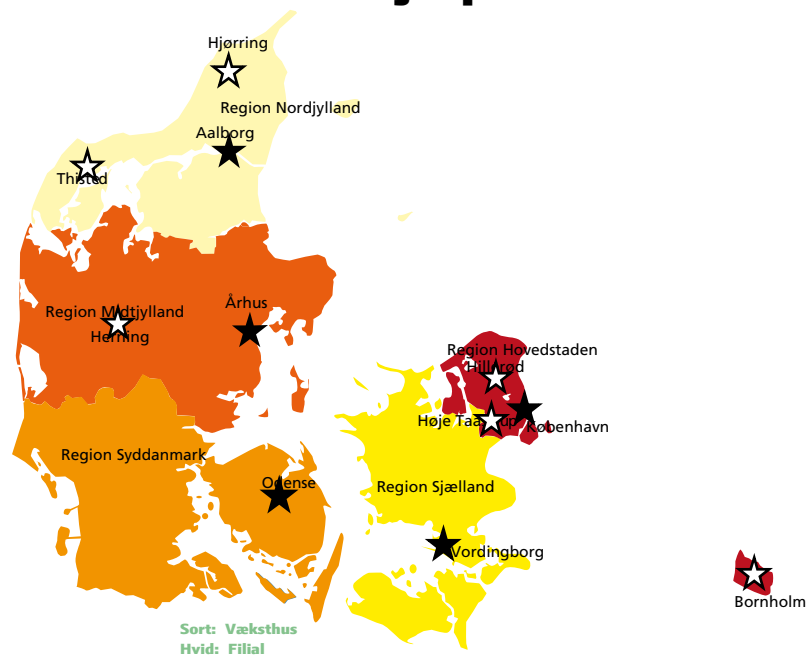 Hjørring
Region Nordjylland
Aalborg
Thisted
Århus
Region Midtjylland
Herning
Region Hovedstaden
Hillerød
Høje Taastrup
København
Region Syddanmark
Odense
Region Sjælland
Vordingborg
Bornholm
Sort: Væksthus
Hvid: Filial